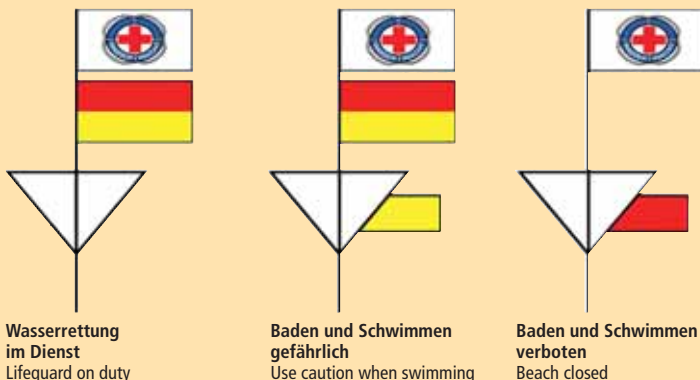 Wasserrettung
im Dienst
Lifeguard on duty
Baden und Schwimmen
gefährlich
Use caution when swimming
Baden und Schwimmen
verboten
Beach closed